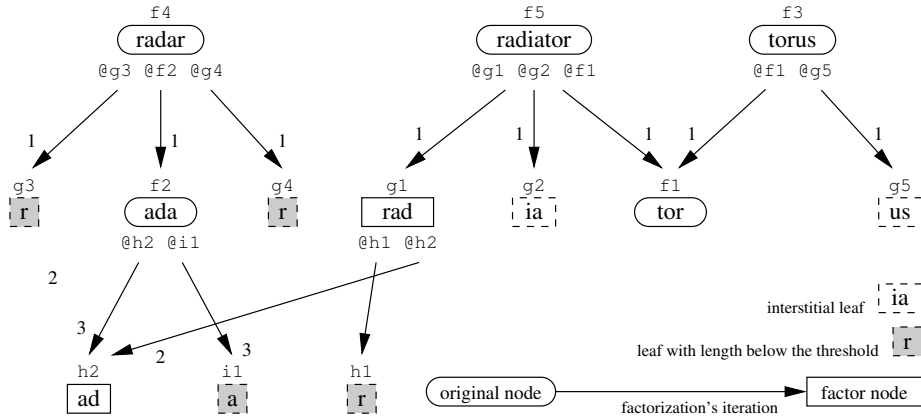 f4 f5 f3
radar radiator torus
@g3 @f2 @g4 @g1 @g2 @f1 @f1 @g5
1 1 1 1 1 1 1 1
g3 f2 g4 g1 g2 f1 g5
r ada r rad ia tor us
@h2 @i1 @h1 @h2
2
interstitial leaf ia
3 2 3
leaf with length below the threshold r
h2 i1 h1
ad a r original node factor node
factorization's iteration